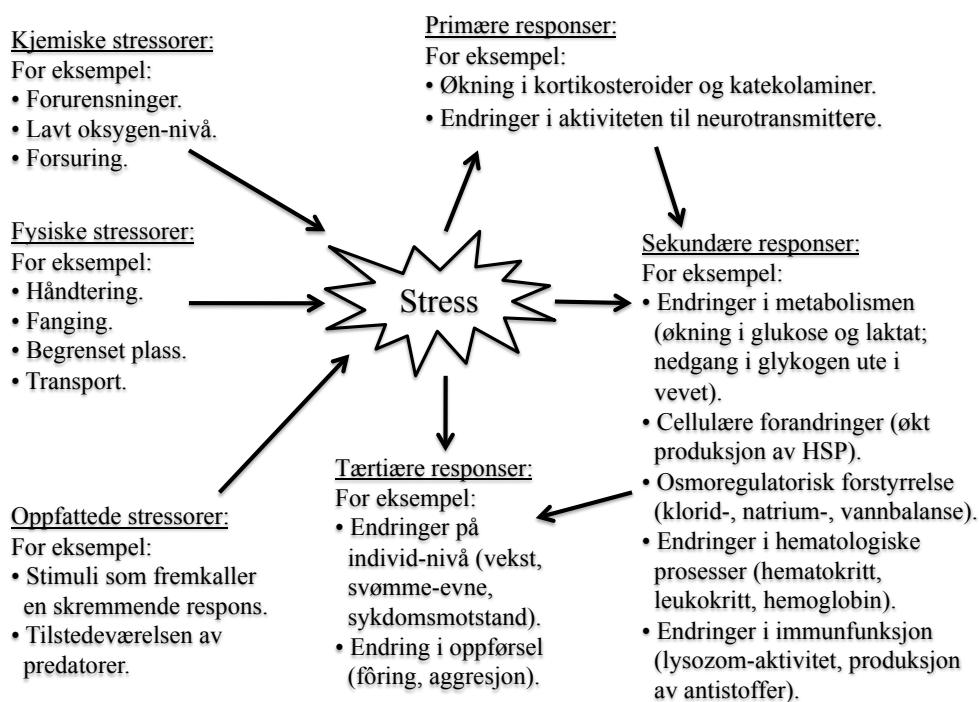 Kjemiske stressorer:
For eksempel:
• Forurensninger.
• Lavt oksygen-nivå.
• Forsuring.
Fysiske stressorer:
For eksempel:
• Håndtering.
• Fanging.
• Begrenset plass.
• Transport.
Oppfattede stressorer:
For eksempel:
• Stimuli som fremkaller
en skremmende respons.
• Tilstedeværelsen av
predatorer.
Stress
Primære responser:
For eksempel:
• Økning i kortikosteroider og katekolaminer.
• Endringer i aktiviteten til neurotransmittere.
Sekundære responser:
For eksempel:
• Endringer i metabolismen
(økning i glukose og laktat;
nedgang i glykogen ute i
vevet).
• Cellulære forandringer (økt
produksjon av HSP).
• Osmoregulatorisk forstyrrelse
(klorid-, natrium-, vannbalanse).
• Endringer i hematologiske
prosesser (hematokritt,
leukokritt, hemoglobin).
• Endringer i immunfunksjon
(lysozom-aktivitet, produksjon
av antistoffer).
Tærtiære responser:
For eksempel:
• Endringer på
individ-nivå (vekst,
svømme-evne,
sykdomsmotstand).
• Endring i oppførsel
(fôring, aggresjon).